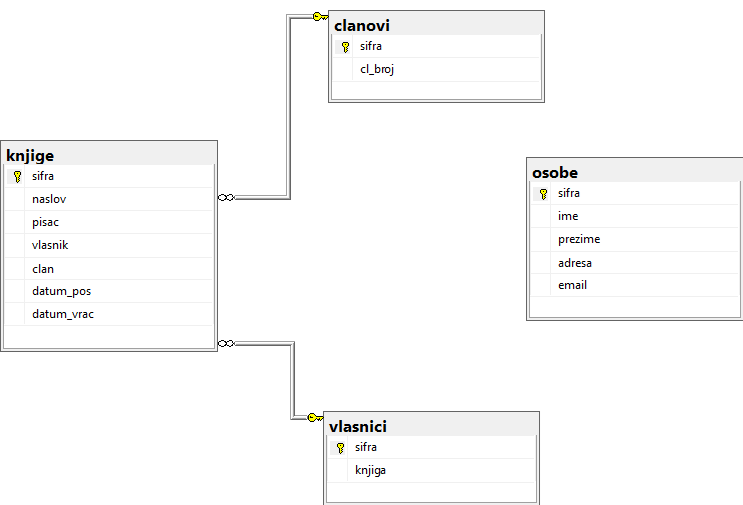 clanovi
sifra
cl_broj
knjige
sifra
naslov
pisac
vlasnik
clan
datum_pos
datum_vrac
osobe
sifra
ime
prezime
adresa
email
vlasnici
sifra
knjiga